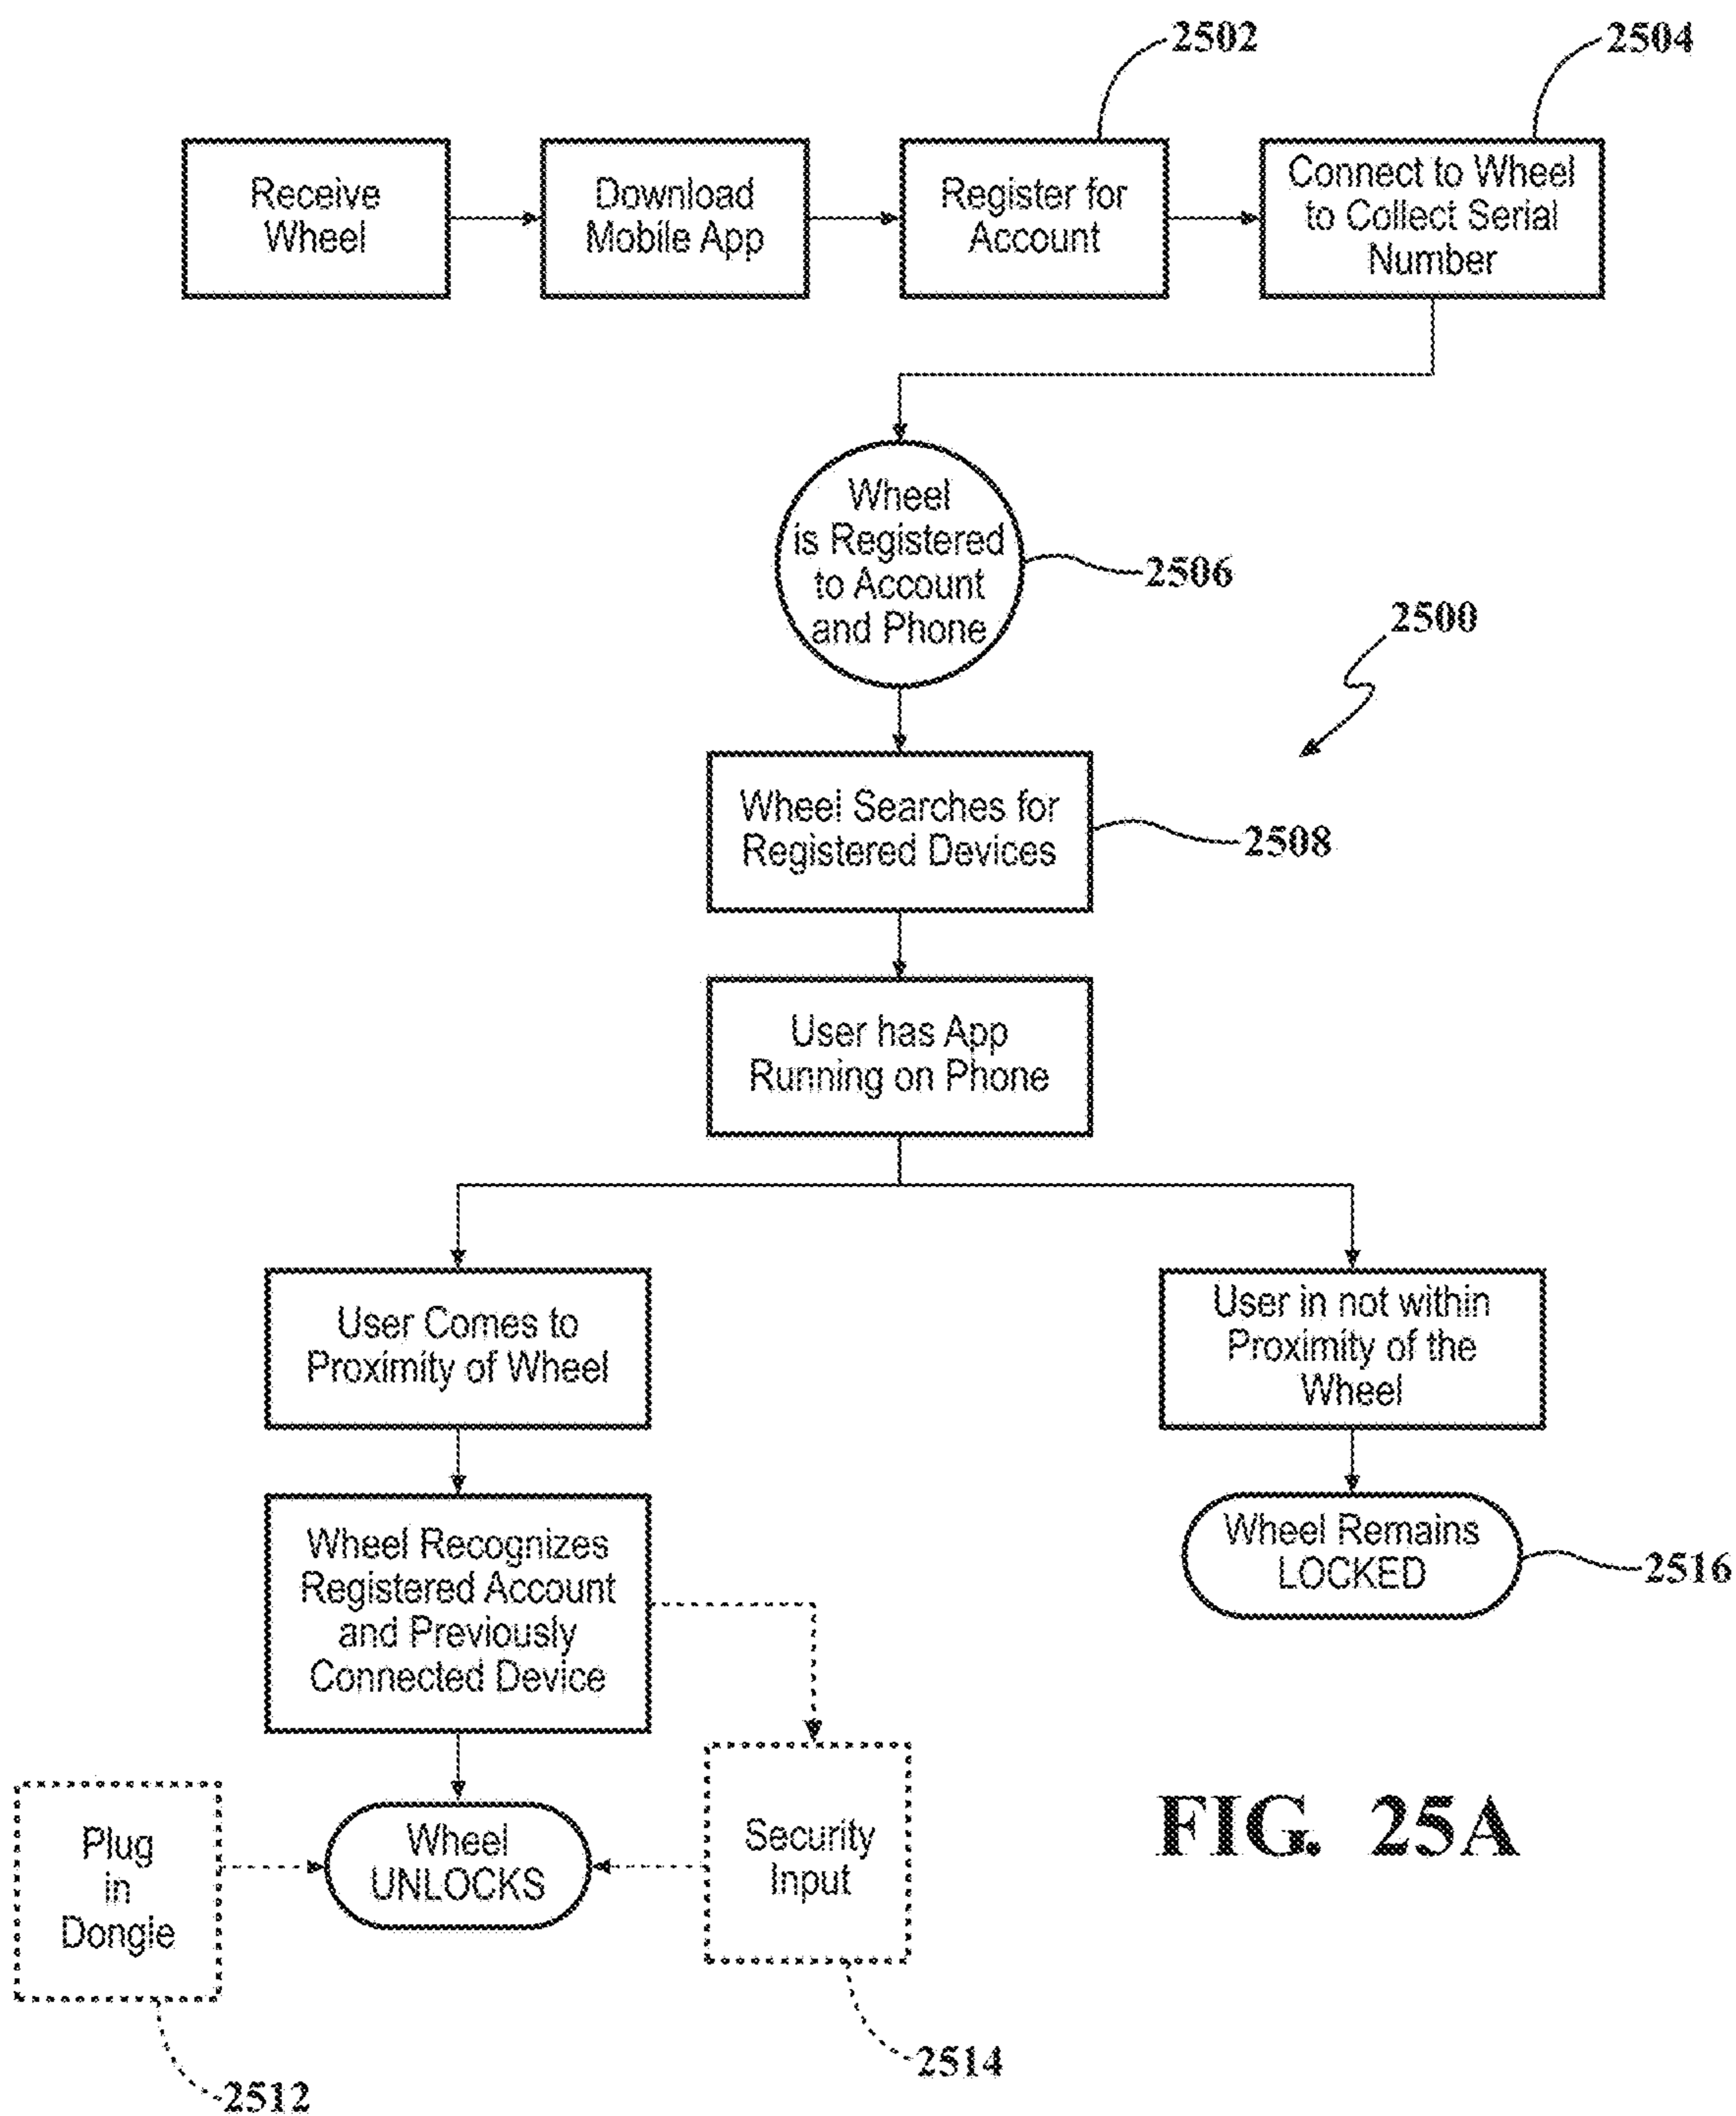 2502
2504
Receive
Wheel
Download
Mobile App
Register for
Account
Connect to Wheel
to Collect Serial
Number
Wheel
is Registered
to Account
and Phone
2506
2500
Wheel Searches for
Registered Devices
2508
User has App
Running on Phone
User Comes to
Proximity of Wheel
User in not within
Proximity of the
Wheel
Wheel Recognizes
Registered Account
and Previously
Connected Device
Wheel Remains
LOCKED
2516
Plug
in
Dongle
Wheel
UNLOCKS
Security
Input
FIG. 25A
2514
2512